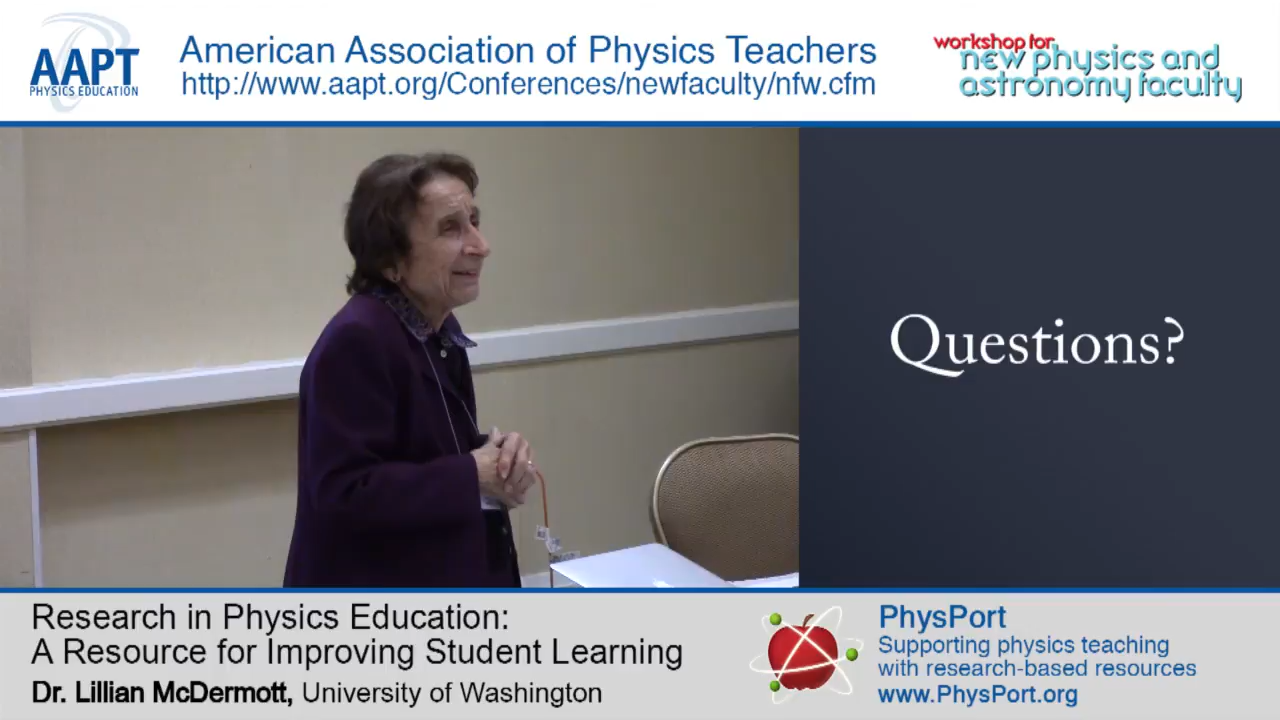 AAPT
PHYSICS EDUCATION
American Association of Physics Teachers
http://www.aapt.org/Conferences/newfaculty/nfw.cfm
workshop for
new physics and
astronomy faculty
Questions?
Research in Physics Education:
A Resource for Improving Student Learning
Dr. Lillian McDermott, University of Washington
PhysPort
Supporting physics teaching
with research-based resources
www.PhysPort.org